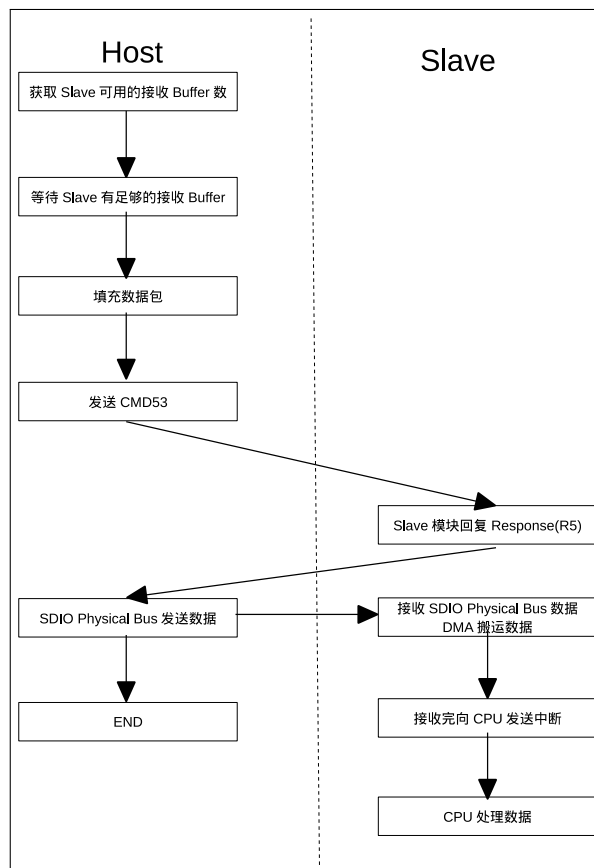 Host
Slave
获取 Slave 可用的接收 Buffer 数
等待 Slave 有足够的接收 Buffer
填充数据包
发送 CMD53
Slave 模块回复 Response(R5)
SDIO Physical Bus 发送数据
接收 SDIO Physical Bus 数据
DMA 搬运数据
END
接收完向 CPU 发送中断
CPU 处理数据